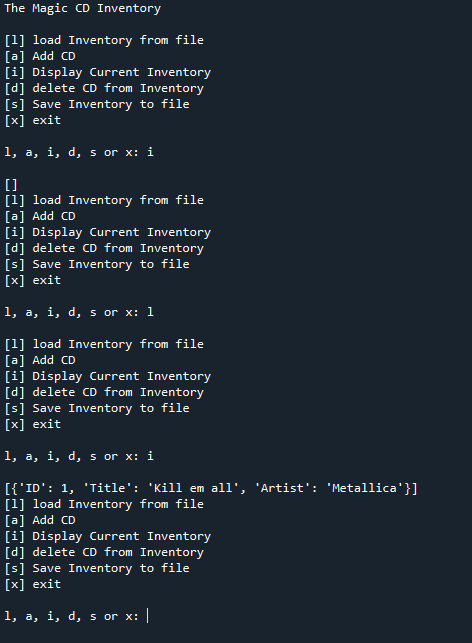 The Magic CD Inventory
[l] load Inventory from file
[a] Add CD
[i] Display Current Inventory
[d] delete CD from Inventory
[s] Save Inventory to file
[x] exit
l, a, i, d, s or x: i
[]
[l] load Inventory from file
[a] Add CD
[i] Display Current Inventory
[d] delete CD from Inventory
[s] Save Inventory to file
[x] exit
l, a, i, d, s or x: l
[l] load Inventory from file
[a] Add CD
[i] Display Current Inventory
[d] delete CD from Inventory
[s] Save Inventory to file
[x] exit
l, a, i, d, s or x: i
[{'ID': 1, 'Title': 'Kill em all', 'Artist': 'Metallica'}]
[l] load Inventory from file
[a] Add CD
[i] Display Current Inventory
[d] delete CD from Inventory
[s] Save Inventory to file
[x] exit
l, a, i, d, s or x: